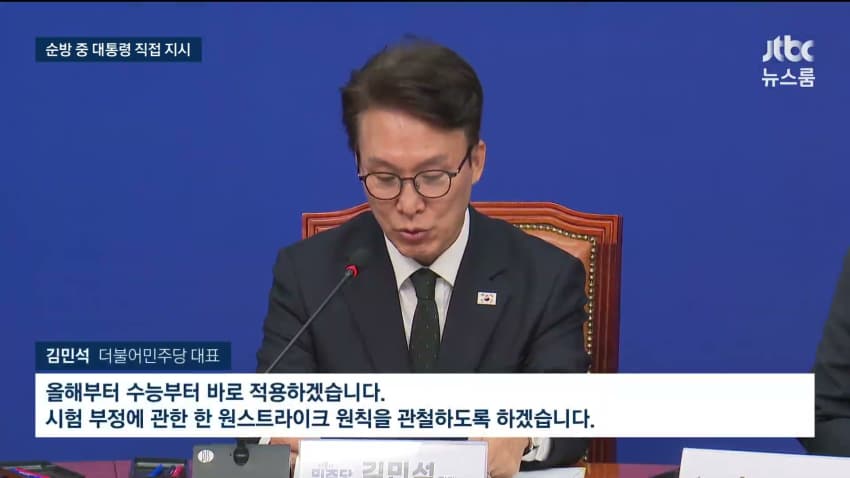 순방 중 대통령 직접 지시
jtbc
뉴스룸
김민석 더불어민주당 대표
올해부터 수능부터 바로 적용하겠습니다.
시험 부정에 관한 한 원스트라이크 원칙을 관철하도록 하겠습니다.
민주당 김민석